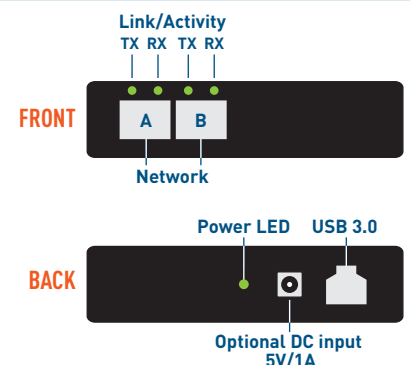 Link/Activity
TX RX TX RX
FRONT
A B
Network
Power LED USB 3.0
BACK
Optional DC input
5V/1A